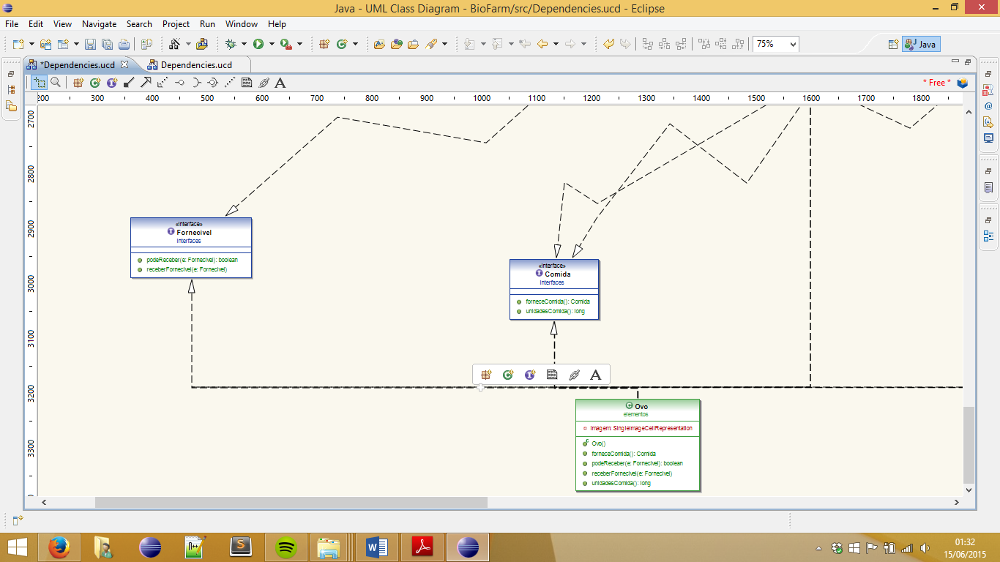 Java - UML Class Diagram - BioFarm/src/Dependencies.ucd - Eclipse
File Edit View Navigate Search Project Run Window Help
75%
Java
*Dependencies.ucd
Dependencies.ucd
A
* Free *
200 300 400 500 600 700 800 900 1000 1100 1200 1300 1400 1500 1600 1700 1800
2700
2800
2900
3000
3100
3200
3300
«interface»
I Fornecivel
interfaces
podeReceber(e: Fornecivel): boolean
receberFornecivel(e: Fornecivel)
«interface»
I Comida
interfaces
forneceComida(): Comida
unidadesComida(): long
A
C Ovo
elementos
imagem: SingleImageCellRepresentation
Ovo()
forneceComida(): Comida
podeReceber(e: Fornecivel): boolean
receberFornecivel(e: Fornecivel)
unidadesComida(): long
01:32
15/06/2015